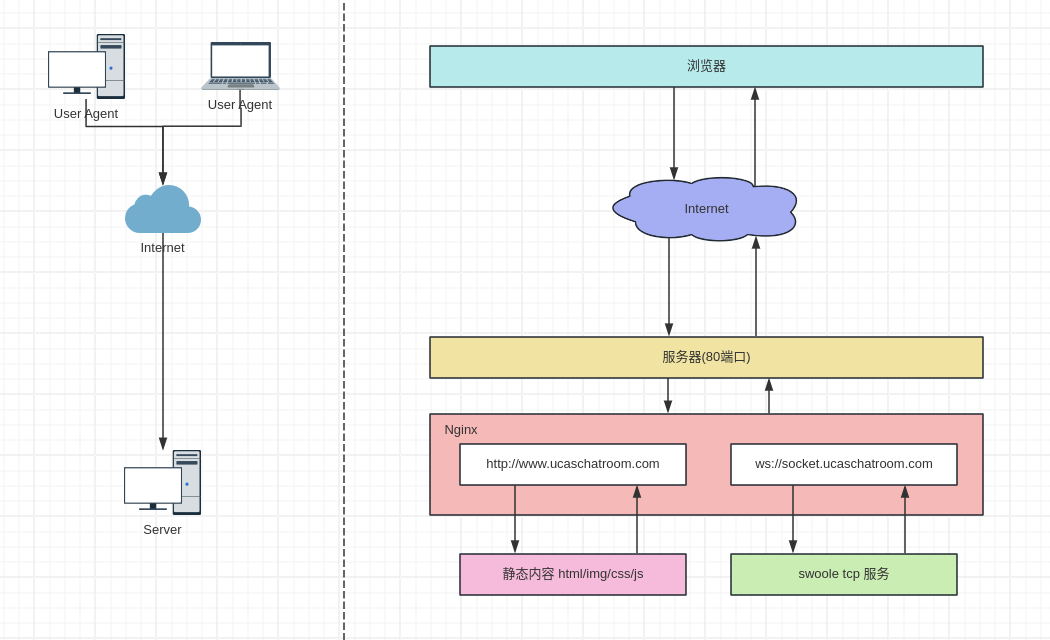 User Agent
User Agent
Internet
Server
浏览器
Internet
服务器(80端口)
Nginx
http://www.ucaschatroom.com
ws://socket.ucaschatroom.com
静态内容 html/img/css/js
swoole tcp 服务